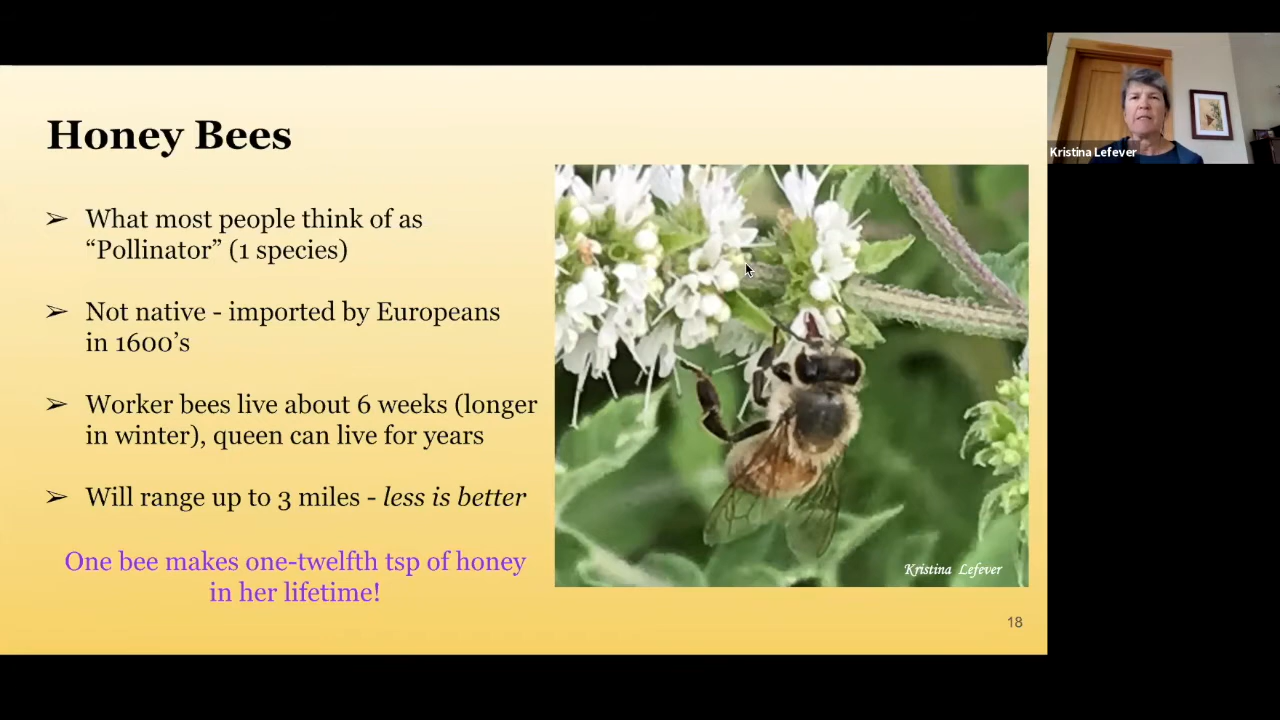 Honey Bees
➢ What most people think of as
“Pollinator” (1 species)
➢ Not native - imported by Europeans
in 1600’s
➢ Worker bees live about 6 weeks (longer
in winter), queen can live for years
➢ Will range up to 3 miles - less is better
One bee makes one-twelfth tsp of honey
in her lifetime!
Kristina Lefever
18
Kristina Lefever